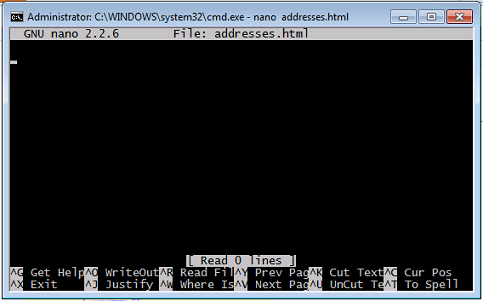 Administrator: C:\WINDOWS\system32\cmd.exe - nano addresses.html
GNU nano 2.2.6 File: addresses.html
[ Read 0 lines ]
^G Get Help^O WriteOut^R Read Fil^Y Prev Pag^K Cut Text^C Cur Pos
^X Exit ^J Justify ^W Where Is^V Next Pag^U UnCut Te^T To Spell